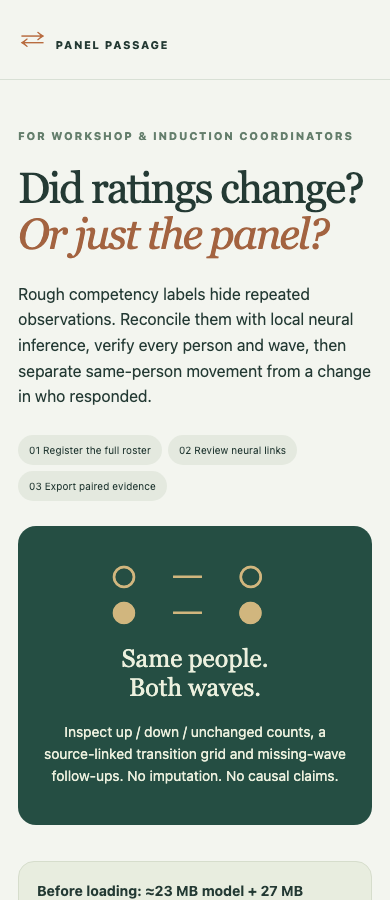 PANEL PASSAGE
FOR WORKSHOP & INDUCTION COORDINATORS
Did ratings change?
Or just the panel?
Rough competency labels hide repeated
observations. Reconcile them with local neural
inference, verify every person and wave, then
separate same-person movement from a change
in who responded.
01 Register the full roster
02 Review neural links
03 Export paired evidence
Same people.
Both waves.
Inspect up / down / unchanged counts, a
source-linked transition grid and missing-wave
follow-ups. No imputation. No causal claims.
Before loading: ≈23 MB model + 27 MB